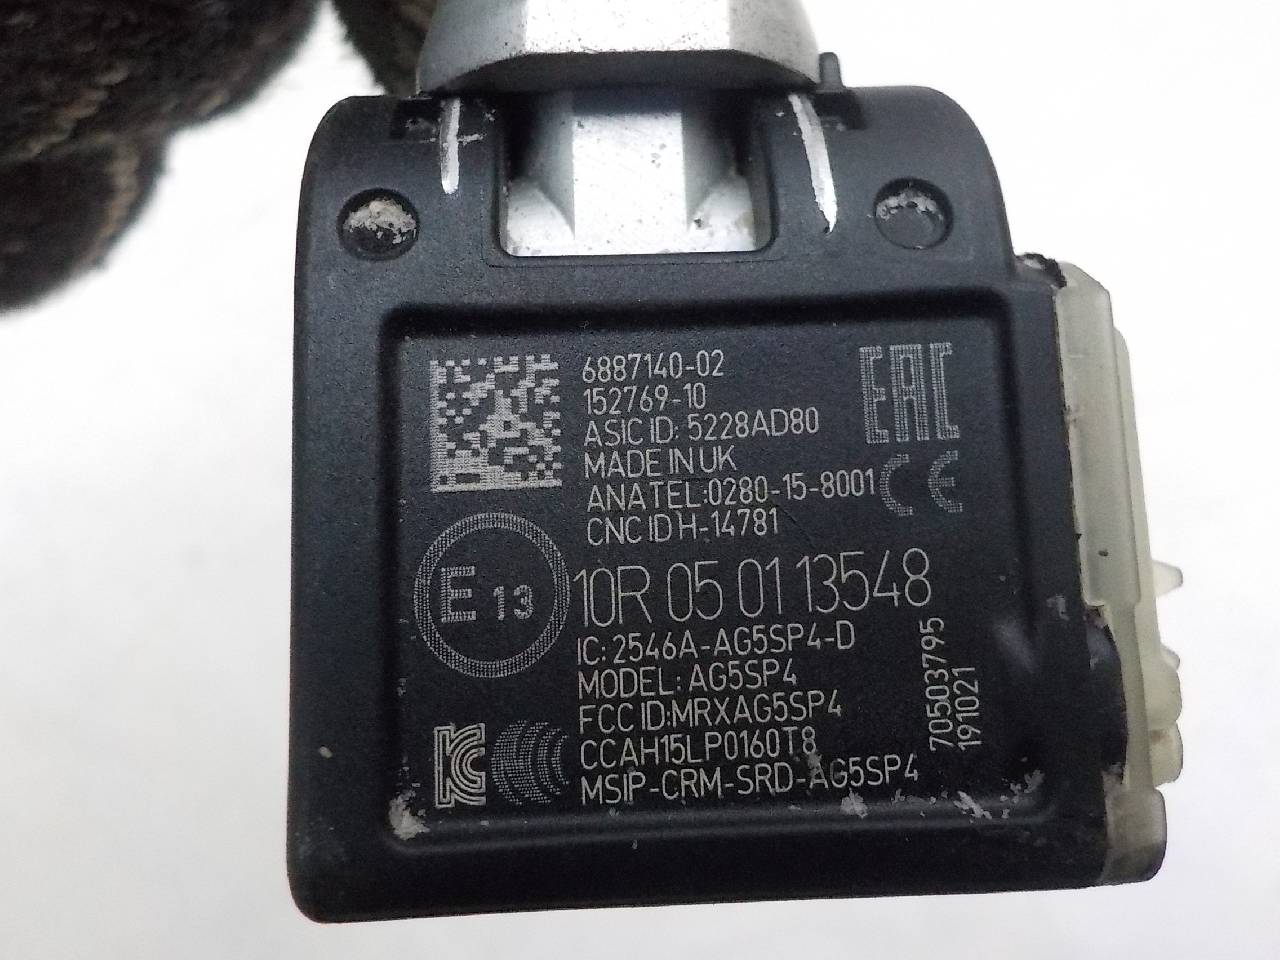 6887140-02
152769-10
ASIC ID: 5228AD80
MADE IN UK
ANATEL:0280-15-8001
CNC ID H-14781
EAC
CE
E 13
10R 05 01 13548
IC: 2546A-AG5SP4-D
MODEL: AG5SP4
FCC ID:MRXAG5SP4
CCAH15LP0160T8
MSIP-CRM-SRD-AG5SP4
70503795
191021